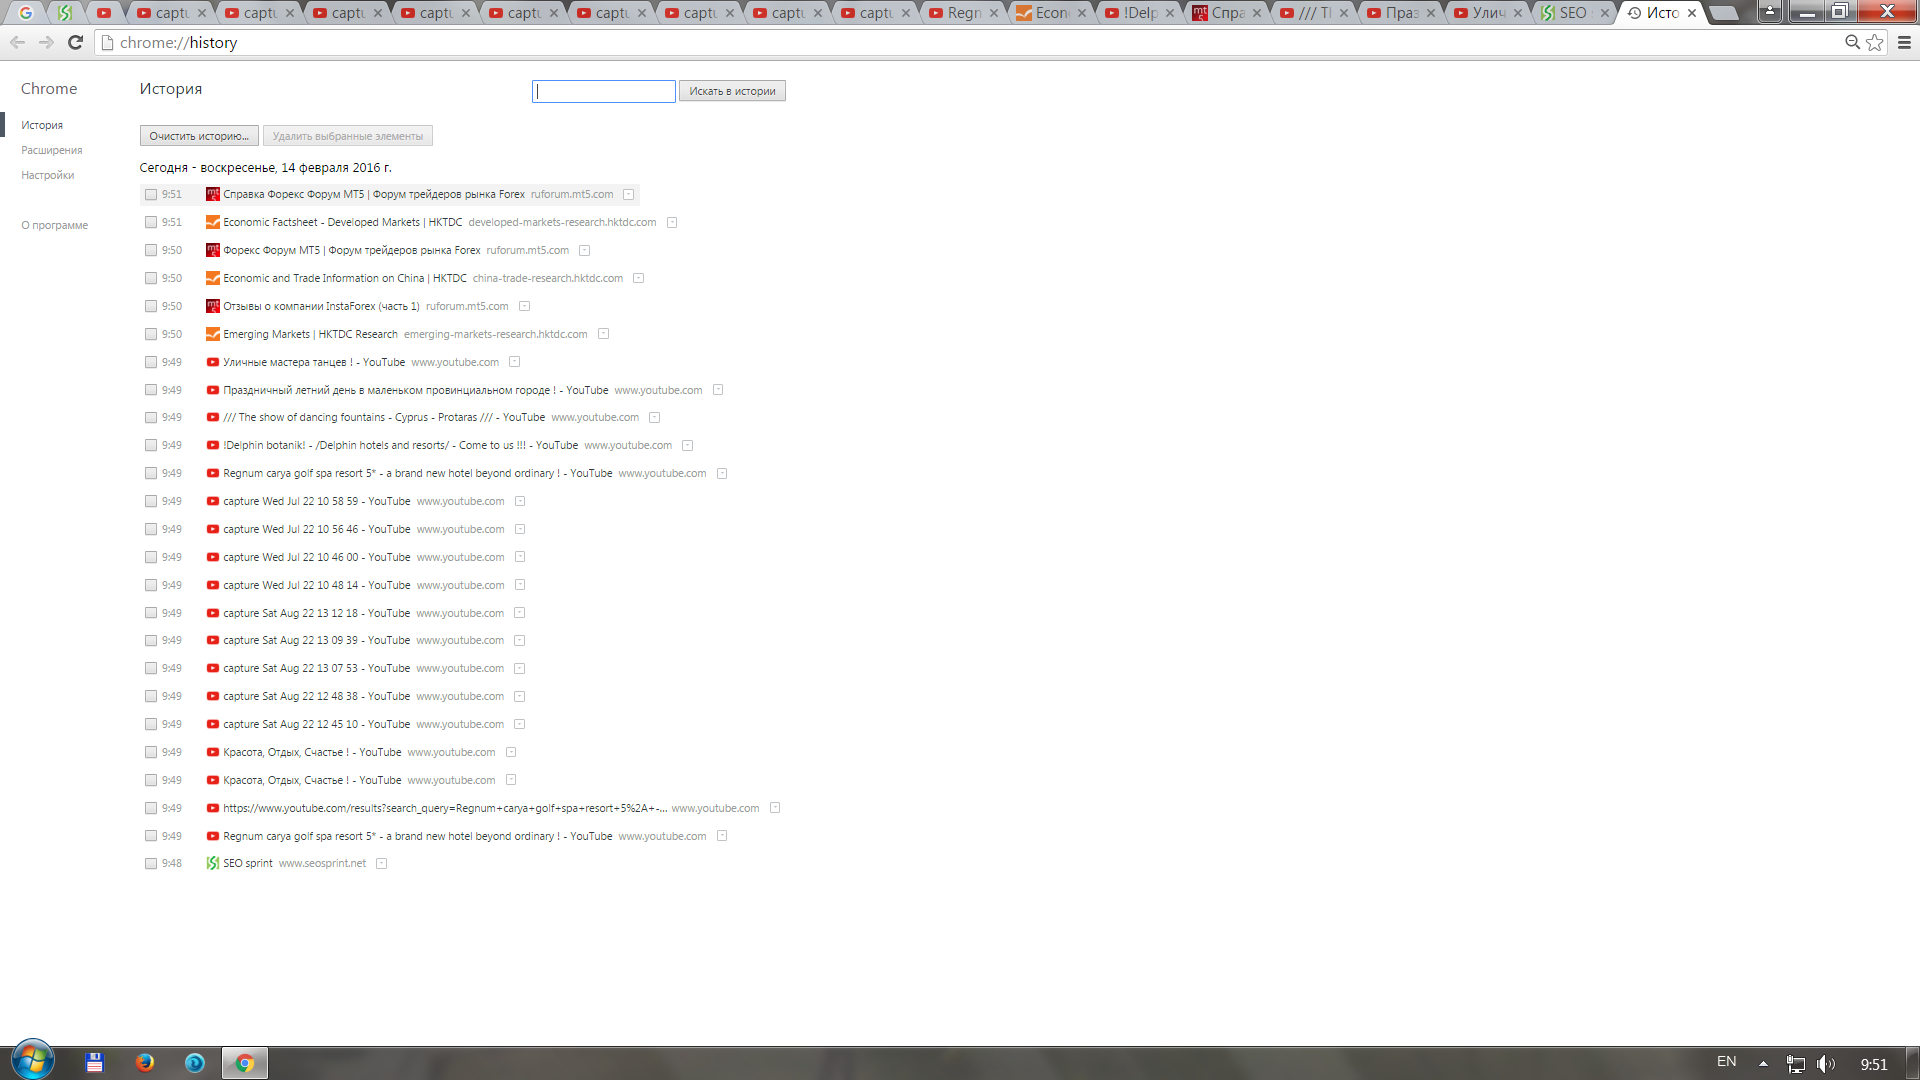 captu captu captu captu captu captu captu captu captu Regn Econ !Delp Спра /// Tl Праз Улич SEO Исто
chrome://history
Chrome
История
Искать в истории
История
Расширения
Настройки
О программе
Очистить историю... Удалить выбранные элементы
Сегодня - воскресенье, 14 февраля 2016 г.
9:51 Справка Форекс Форум МТ5 | Форум трейдеров рынка Forex ruforum.mt5.com
9:51 Economic Factsheet - Developed Markets | HKTDC developed-markets-research.hktdc.com
9:50 Форекс Форум МТ5 | Форум трейдеров рынка Forex ruforum.mt5.com
9:50 Economic and Trade Information on China | HKTDC china-trade-research.hktdc.com
9:50 Отзывы о компании InstaForex (часть 1) ruforum.mt5.com
9:50 Emerging Markets | HKTDC Research emerging-markets-research.hktdc.com
9:49 Уличные мастера танцев ! - YouTube www.youtube.com
9:49 Праздничный летний день в маленьком провинциальном городе ! - YouTube www.youtube.com
9:49 /// The show of dancing fountains - Cyprus - Protaras /// - YouTube www.youtube.com
9:49 !Delphin botanik! - /Delphin hotels and resorts/ - Come to us !!! - YouTube www.youtube.com
9:49 Regnum carya golf spa resort 5* - a brand new hotel beyond ordinary ! - YouTube www.youtube.com
9:49 capture Wed Jul 22 10 58 59 - YouTube www.youtube.com
9:49 capture Wed Jul 22 10 56 46 - YouTube www.youtube.com
9:49 capture Wed Jul 22 10 46 00 - YouTube www.youtube.com
9:49 capture Wed Jul 22 10 48 14 - YouTube www.youtube.com
9:49 capture Sat Aug 22 13 12 18 - YouTube www.youtube.com
9:49 capture Sat Aug 22 13 09 39 - YouTube www.youtube.com
9:49 capture Sat Aug 22 13 07 53 - YouTube www.youtube.com
9:49 capture Sat Aug 22 12 48 38 - YouTube www.youtube.com
9:49 capture Sat Aug 22 12 45 10 - YouTube www.youtube.com
9:49 Красота, Отдых, Счастье ! - YouTube www.youtube.com
9:49 Красота, Отдых, Счастье ! - YouTube www.youtube.com
9:49 https://www.youtube.com/results?search_query=Regnum+carya+golf+spa+resort+5%2A+-... www.youtube.com
9:49 Regnum carya golf spa resort 5* - a brand new hotel beyond ordinary ! - YouTube www.youtube.com
9:48 SEO sprint www.seosprint.net
EN 9:51